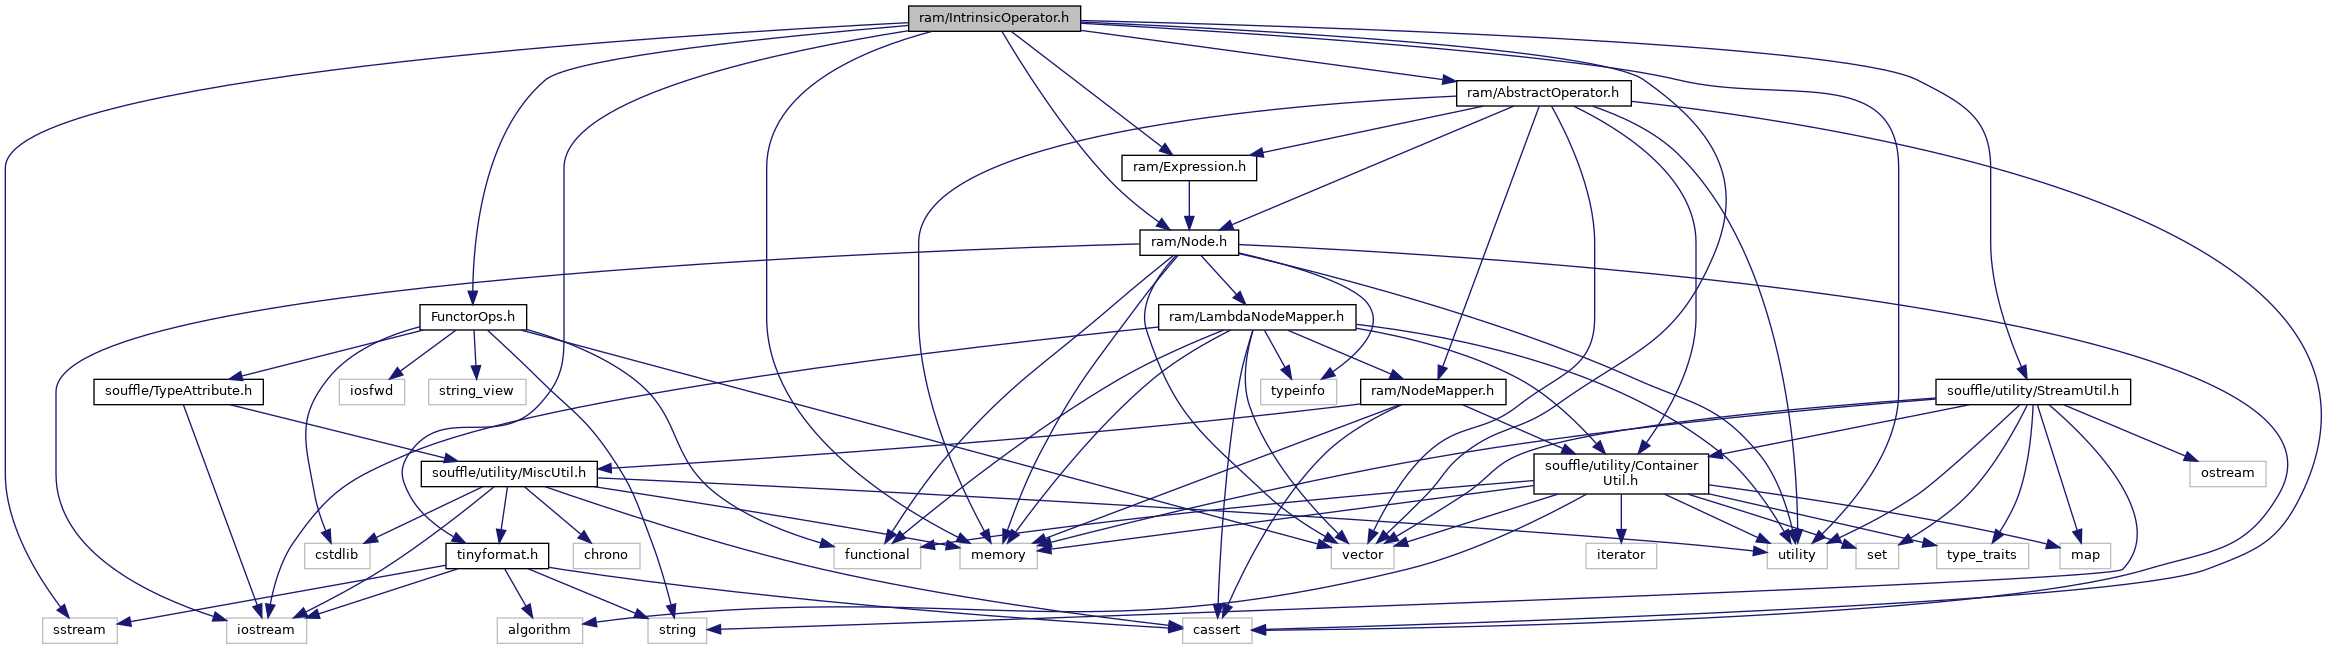 ram/IntrinsicOperator.h
ram/AbstractOperator.h
ram/Expression.h
ram/Node.h
FunctorOps.h
ram/LambdaNodeMapper.h
souffle/TypeAttribute.h
iosfwd
string_view
typeinfo
ram/NodeMapper.h
souffle/utility/StreamUtil.h
souffle/utility/MiscUtil.h
souffle/utility/Container
Util.h
ostream
cstdlib
tinyformat.h
chrono
functional
memory
vector
iterator
utility
set
type_traits
map
sstream
iostream
algorithm
string
cassert